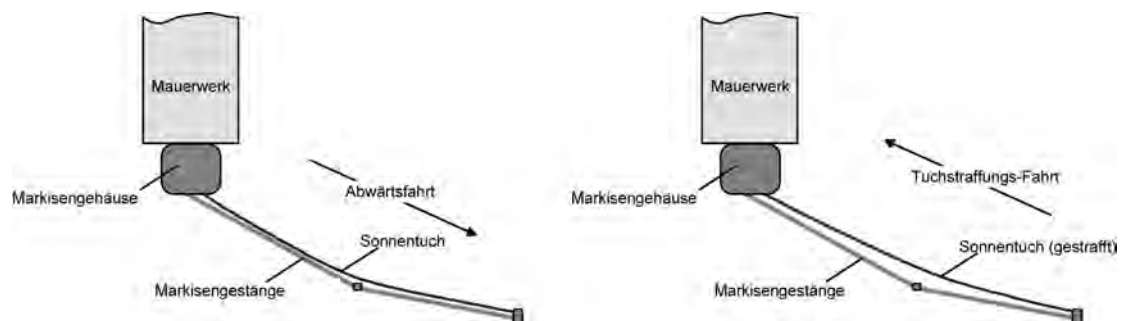 Mauerwerk
Markisengehäuse
Abwärtsfahrt
Sonnentuch
Markisengestänge
Mauerwerk
Markisengehäuse
Tuchstraffungs-Fahrt
Sonnentuch (gestrafft)
Markisengestänge